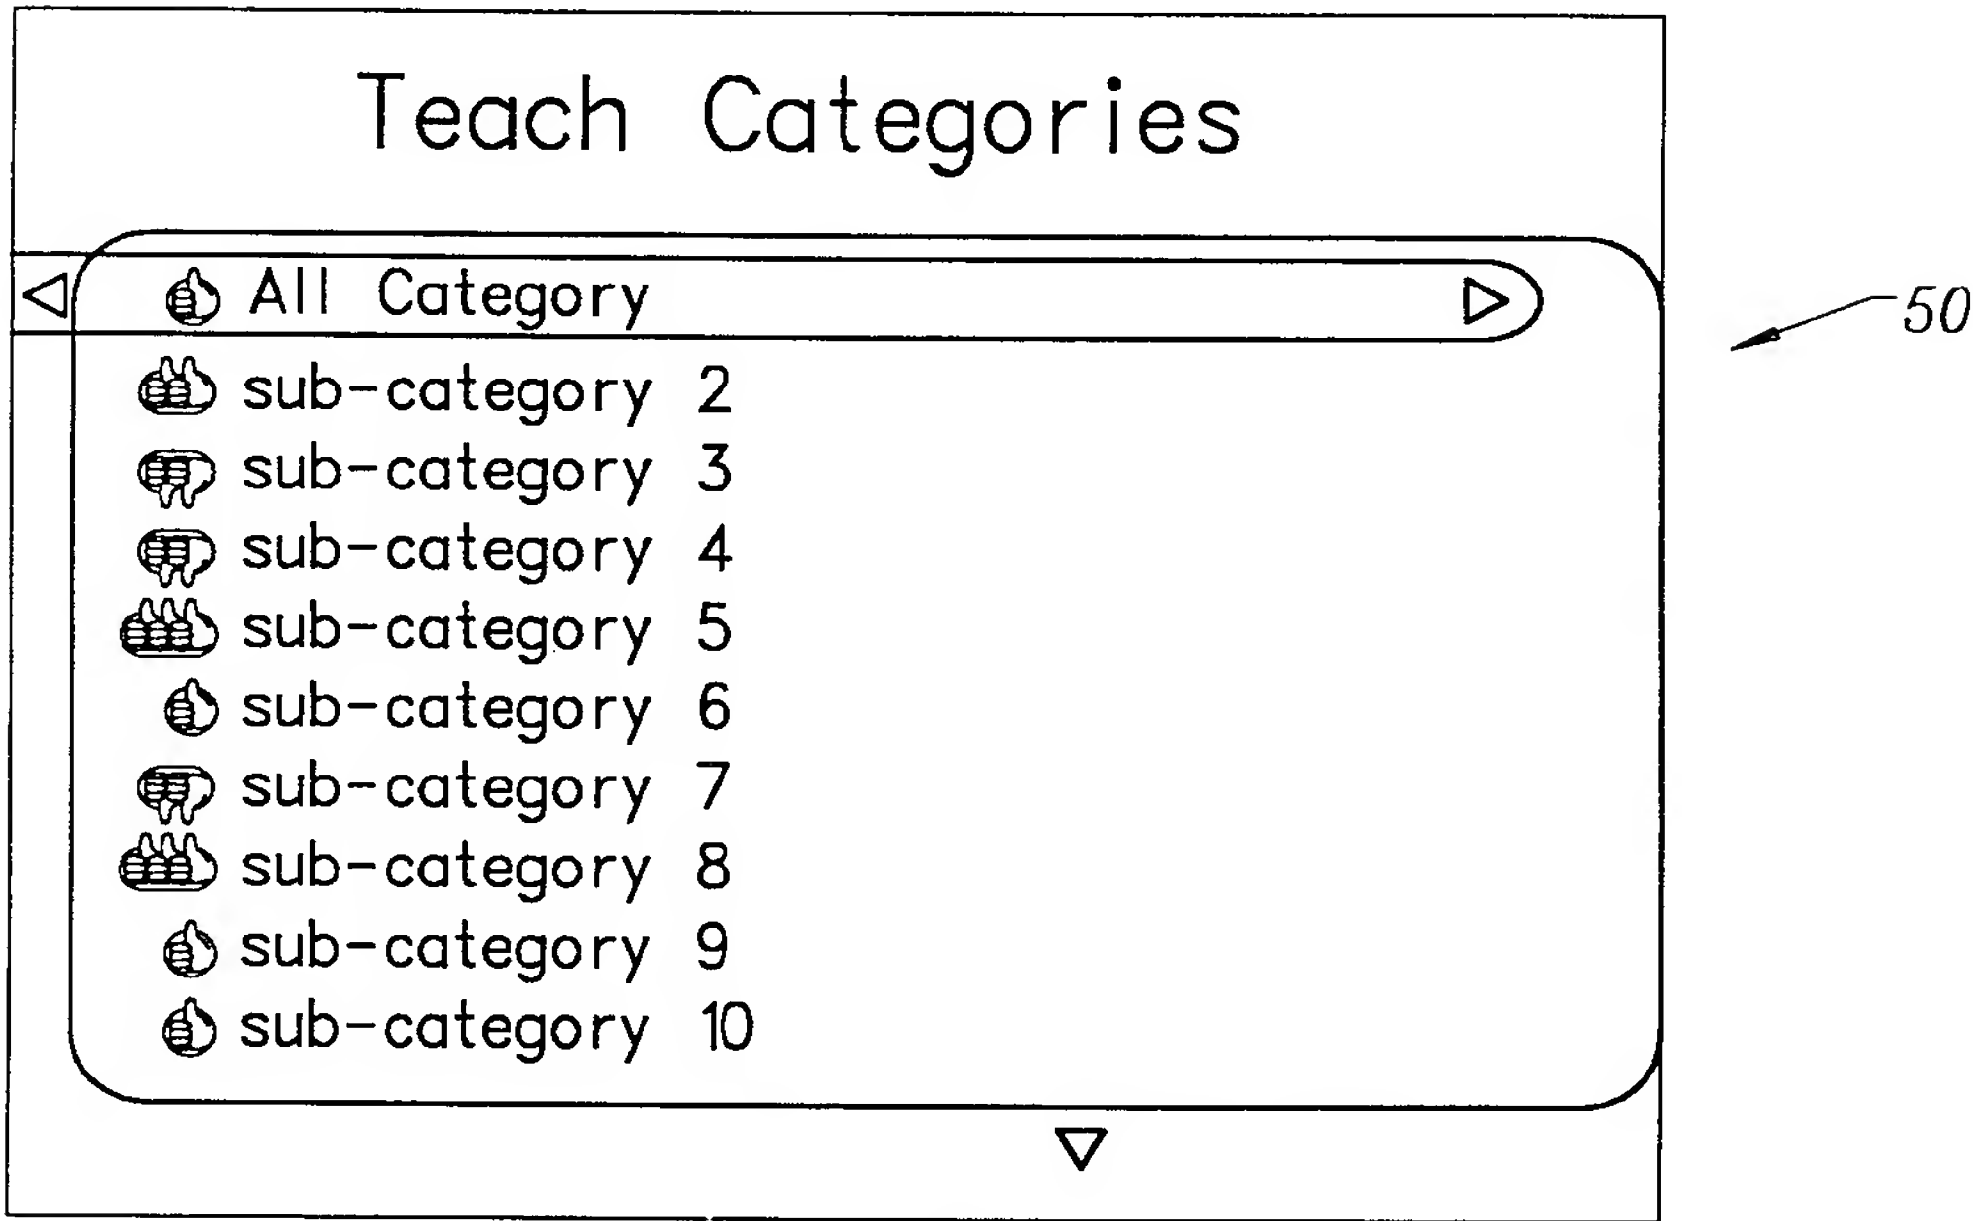 Teach Categories
All Category
50
sub-category 2
sub-category 3
sub-category 4
sub-category 5
sub-category 6
sub-category 7
sub-category 8
sub-category 9
sub-category 10